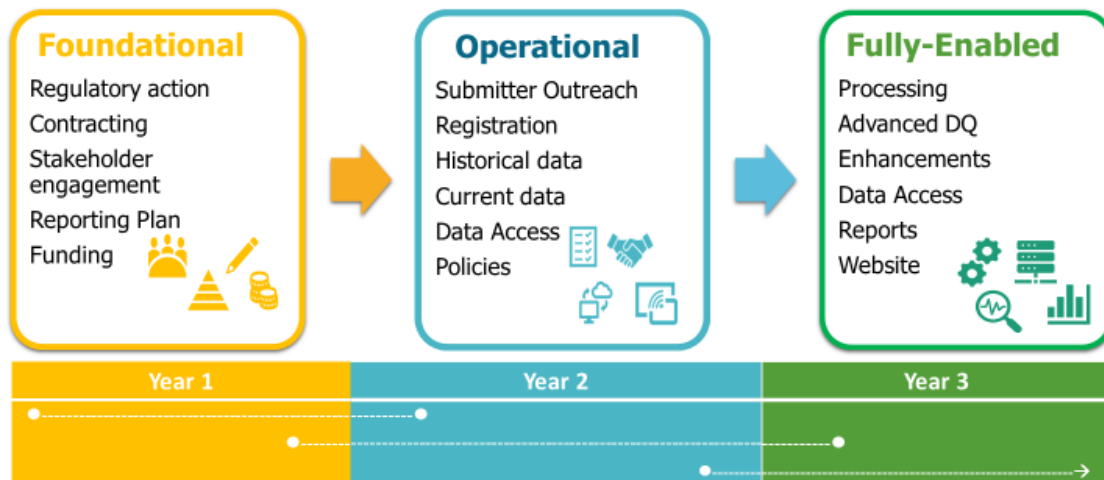 Foundational
Regulatory action
Contracting
Stakeholder
engagement
Reporting Plan
Funding
Operational
Submitter Outreach
Registration
Historical data
Current data
Data Access
Policies
Fully-Enabled
Processing
Advanced DQ
Enhancements
Data Access
Reports
Website
Year 1
Year 2
Year 3